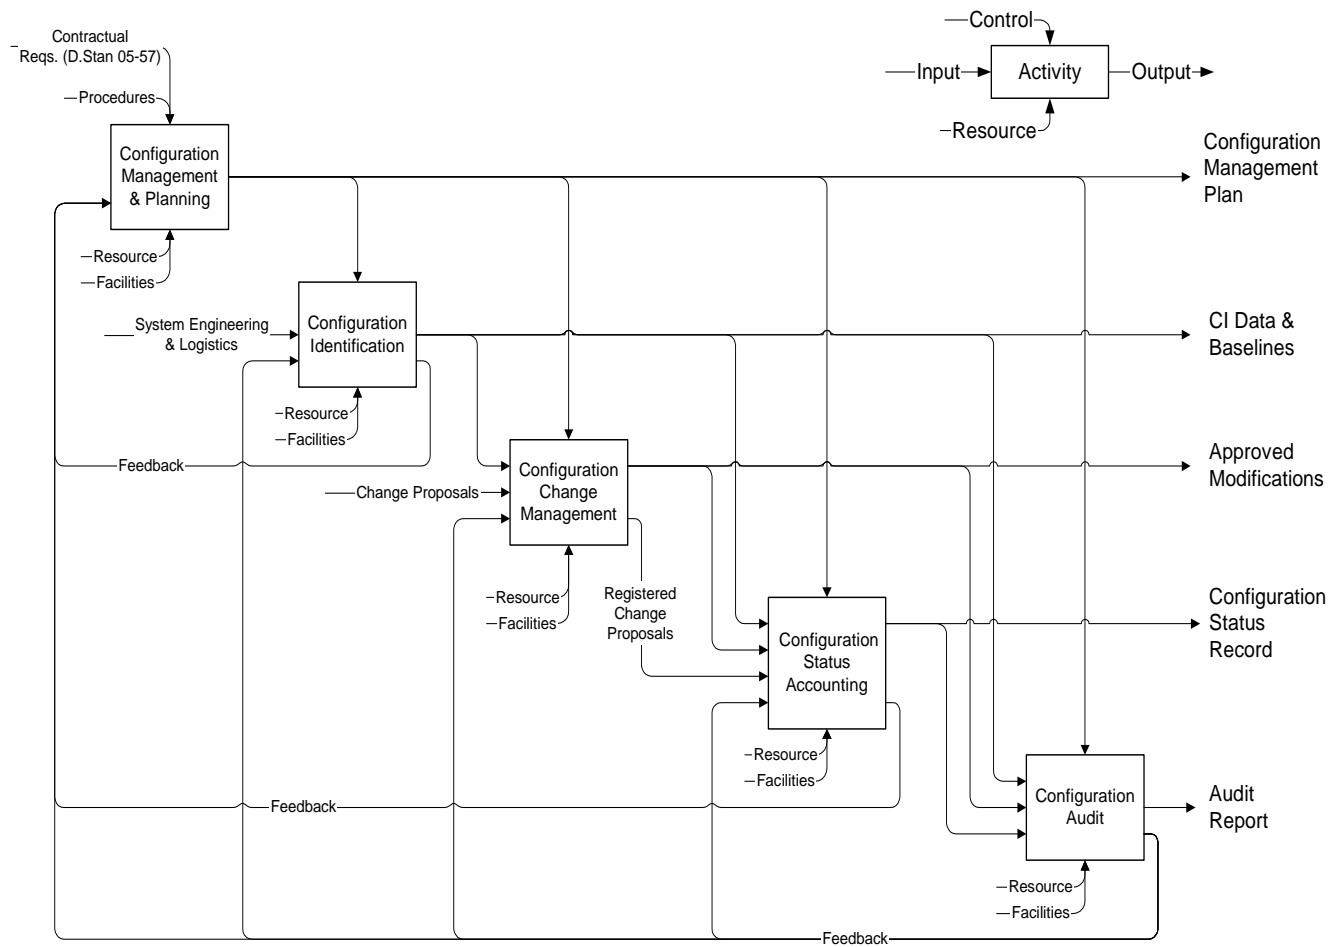 Contractual
Reqs. (D.Stan 05-57)
Procedures
Control
Input
Activity
Output
Resource
Configuration
Management
& Planning
Configuration
Management
Plan
Resource
Facilities
System Engineering
& Logistics
Configuration
Identification
CI Data &
Baselines
Resource
Facilities
Feedback
Configuration
Change
Management
Change Proposals
Approved
Modifications
Resource
Facilities
Registered
Change
Proposals
Configuration
Status
Accounting
Configuration
Status
Record
Resource
Facilities
Feedback
Configuration
Audit
Audit
Report
Resource
Facilities
Feedback